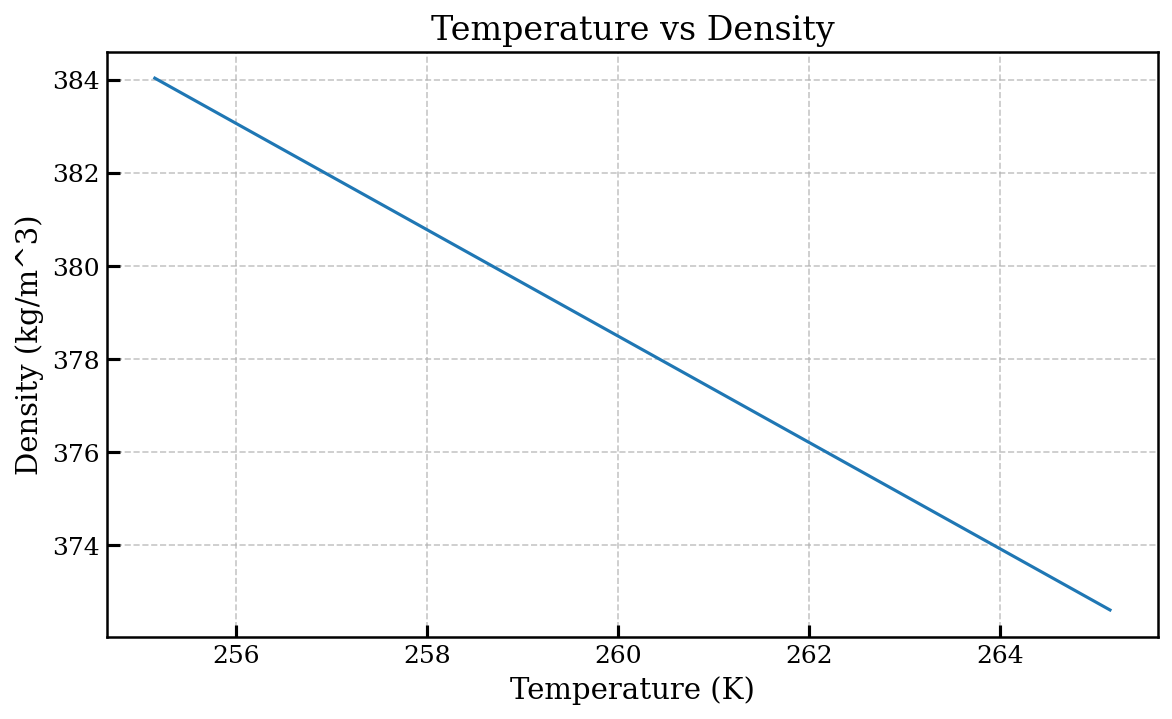 Temperature vs Density
Density (kg/m^3)
384
382
380
378
376
374
256 258 260 262 264
Temperature (K)